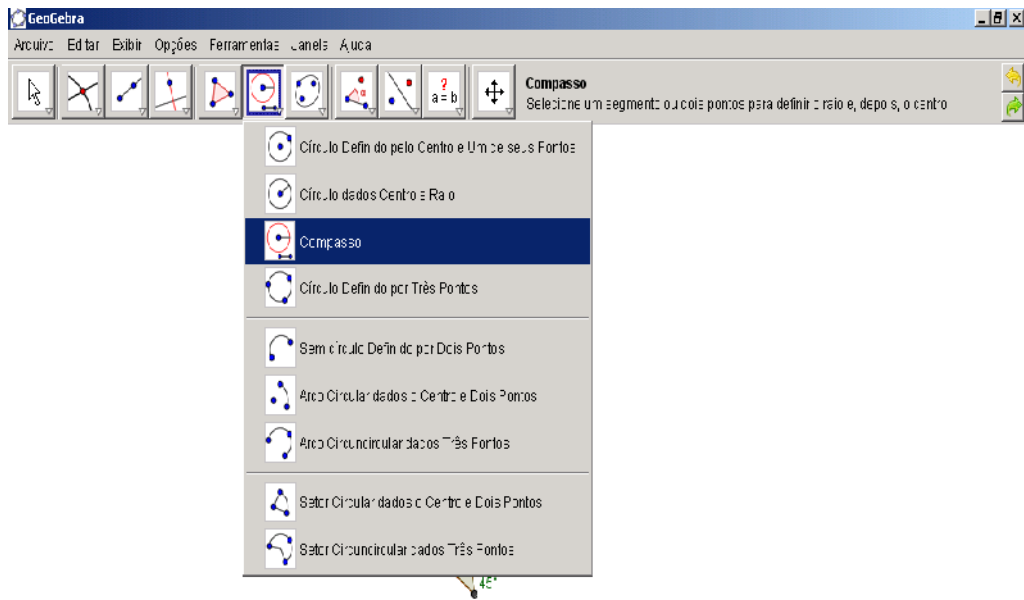 GeoGebra
Arquivo Editar Exibir Opções Ferramentas Janela Ajuda
? a = b
Compasso
Selecione um segmento ou dois pontos para definir o raio e, depois, o centro
Círculo Definido pelo Centro e Um de seus Pontos
Círculo dados Centro e Raio
Compasso
Círculo Definido por Três Pontos
Semicírculo Definido por Dois Pontos
Arco Circular dados o Centro e Dois Pontos
Arco Circuncircular dados Três Pontos
Setor Circular dados o Centro e Dois Pontos
Setor Circuncircular dados Três Pontos
45°